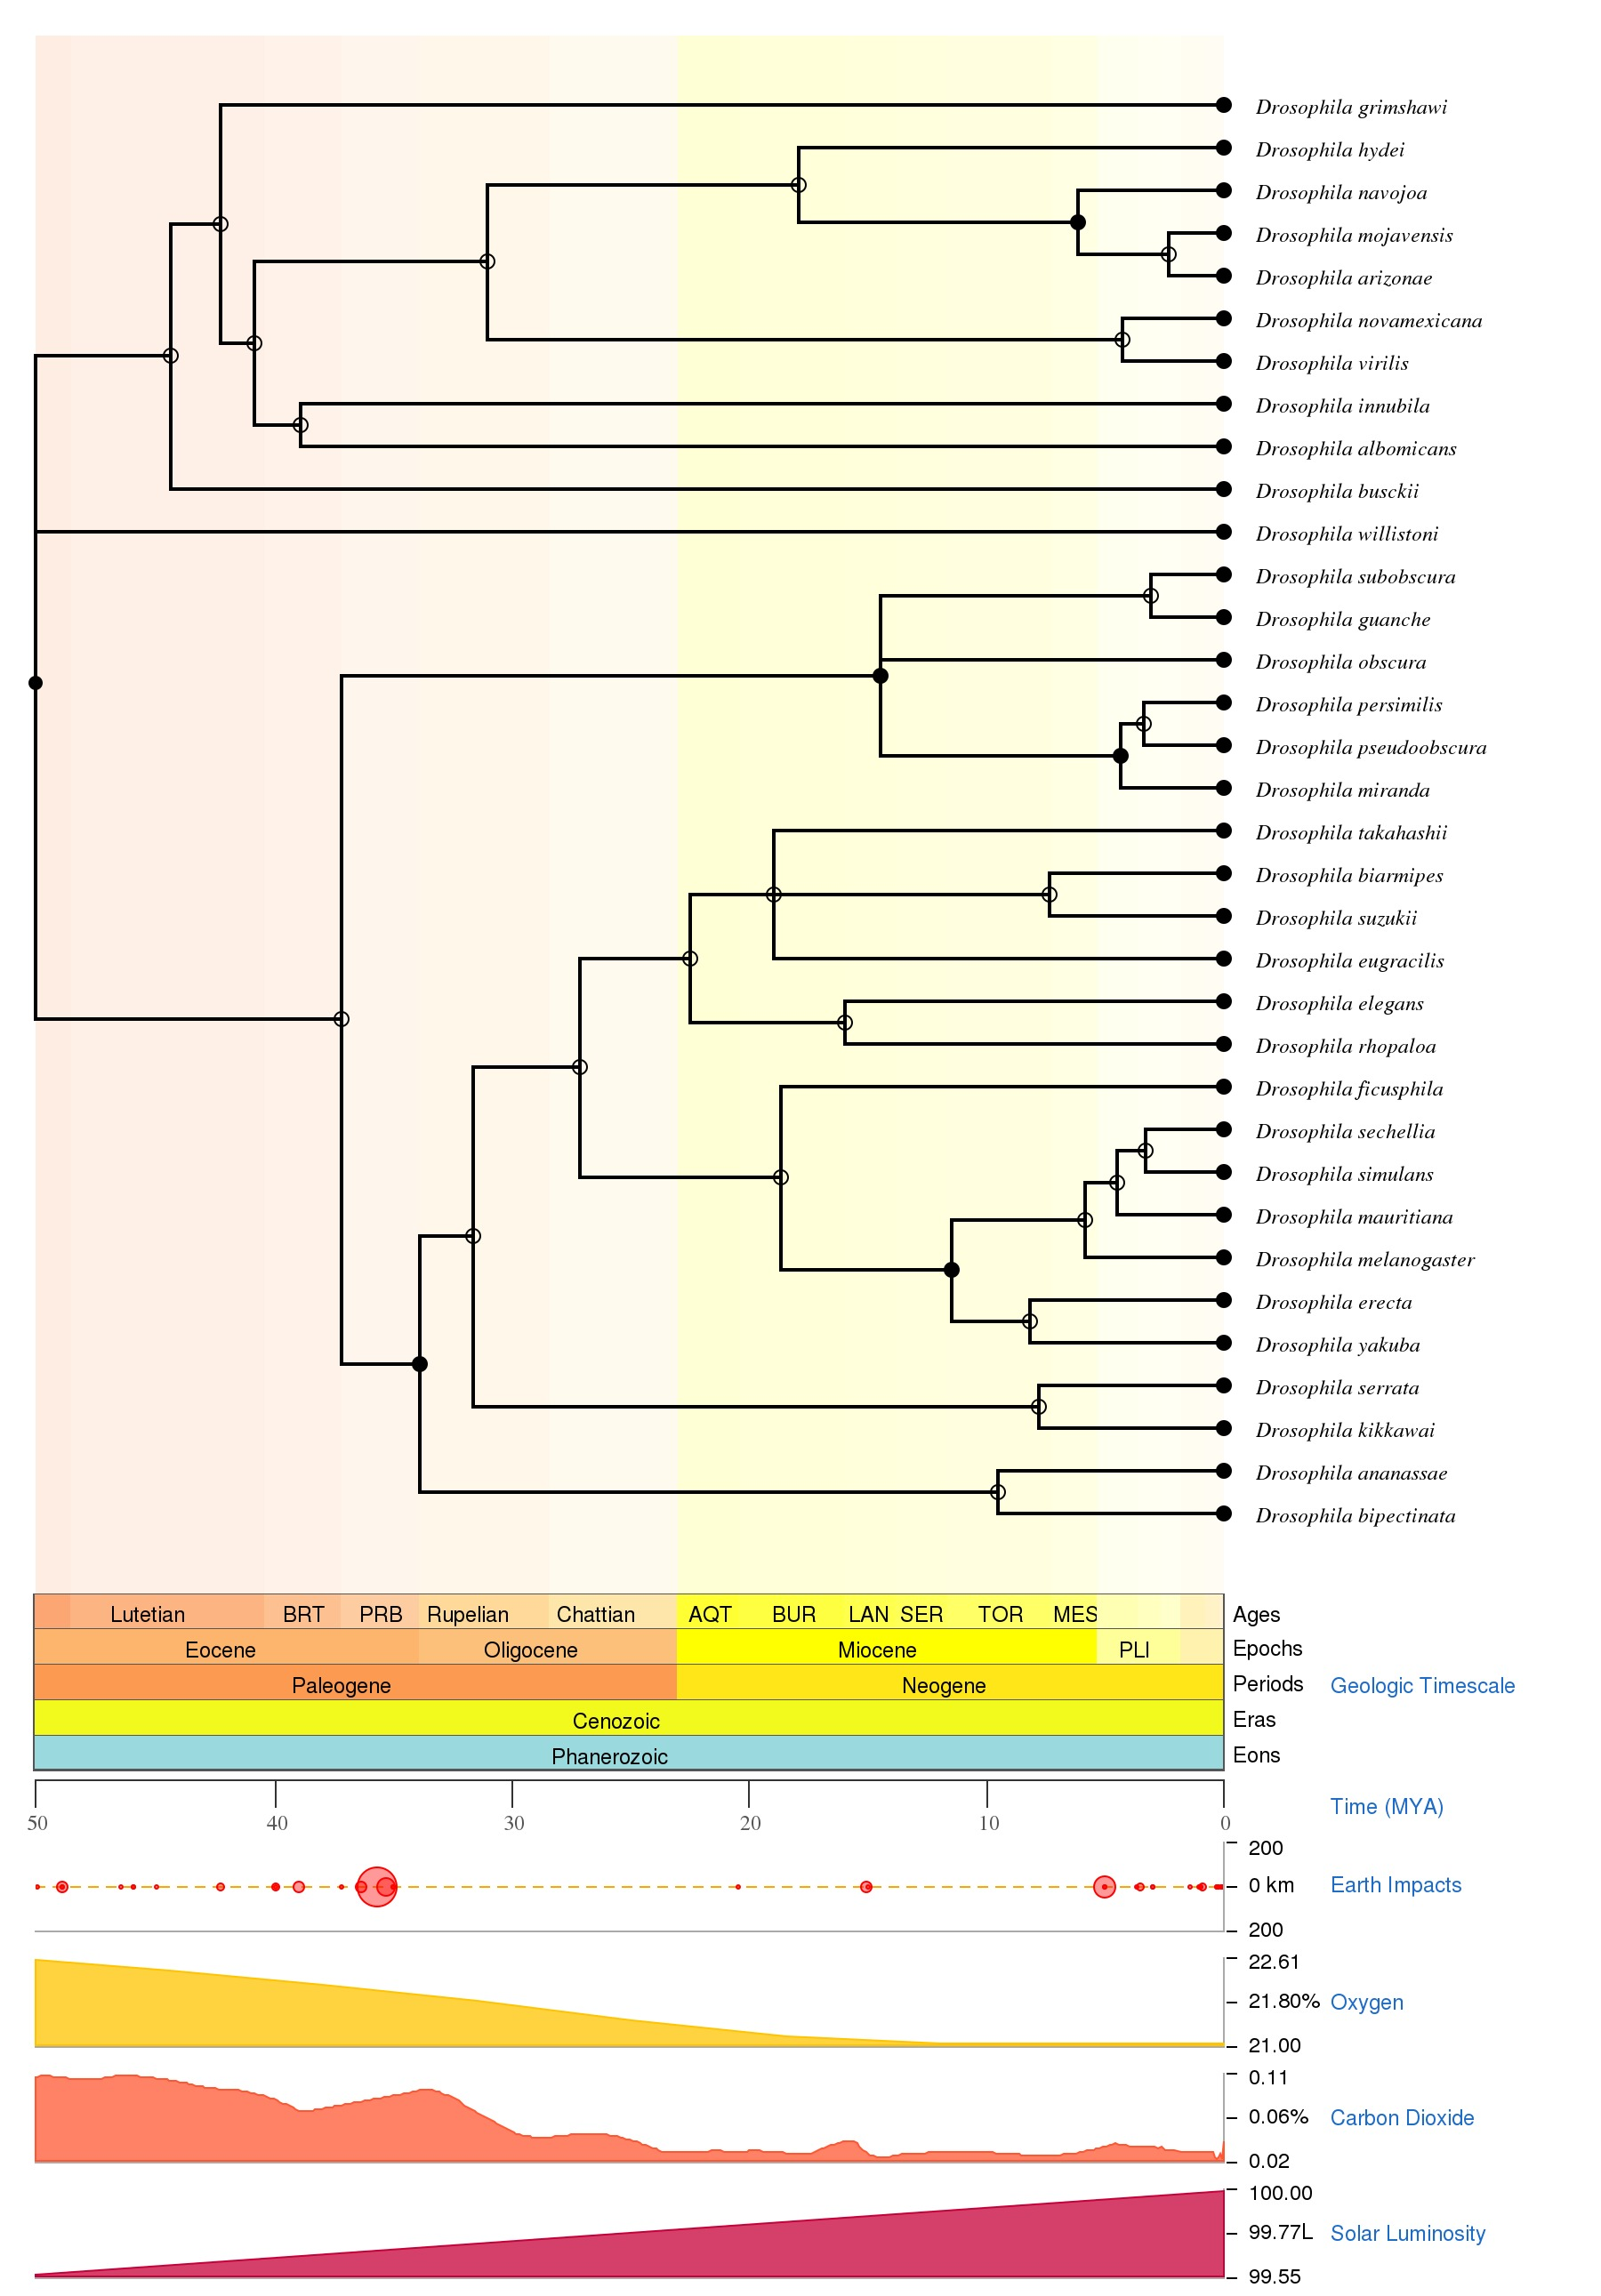 Drosophila grimshawi
Drosophila hydei
Drosophila navojoa
Drosophila mojavensis
Drosophila arizonae
Drosophila novamexicana
Drosophila virilis
Drosophila innubila
Drosophila albomicans
Drosophila busckii
Drosophila willistoni
Drosophila subobscura
Drosophila guanche
Drosophila obscura
Drosophila persimilis
Drosophila pseudoobscura
Drosophila miranda
Drosophila takahashii
Drosophila biarmipes
Drosophila suzukii
Drosophila eugracilis
Drosophila elegans
Drosophila rhopaloa
Drosophila ficusphila
Drosophila sechellia
Drosophila simulans
Drosophila mauritiana
Drosophila melanogaster
Drosophila erecta
Drosophila yakuba
Drosophila serrata
Drosophila kikkawai
Drosophila ananassae
Drosophila bipectinata
Lutetian BRT PRB Rupelian Chattian AQT BUR LAN SER TOR MES Ages
Eocene Oligocene Miocene PLI Epochs
Paleogene Neogene Periods Geologic Timescale
Cenozoic Eras
Phanerozoic Eons
50 40 30 20 10 0 Time (MYA)
200
0 km Earth Impacts
200
22.61
21.80% Oxygen
21.00
0.11
0.06% Carbon Dioxide
0.02
100.00
99.77L Solar Luminosity
99.55